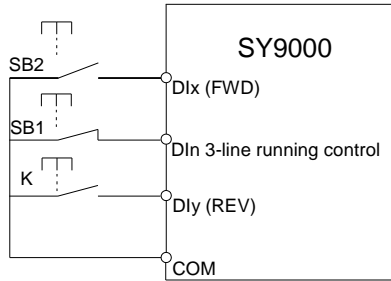 SY9000
SB2
DIx (FWD)
SB1
DIn 3-line running control
K
DIy (REV)
COM